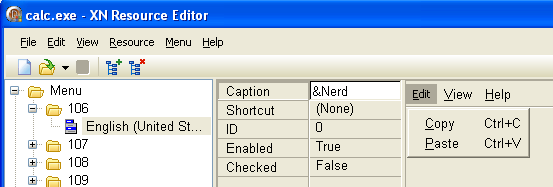 calc.exe - XN Resource Editor
File Edit View Resource Menu Help
Menu
106
English (United St...
107
108
109
Caption &Nerd
Shortcut (None)
ID 0
Enabled True
Checked False
Edit View Help
Copy Ctrl+C
Paste Ctrl+V